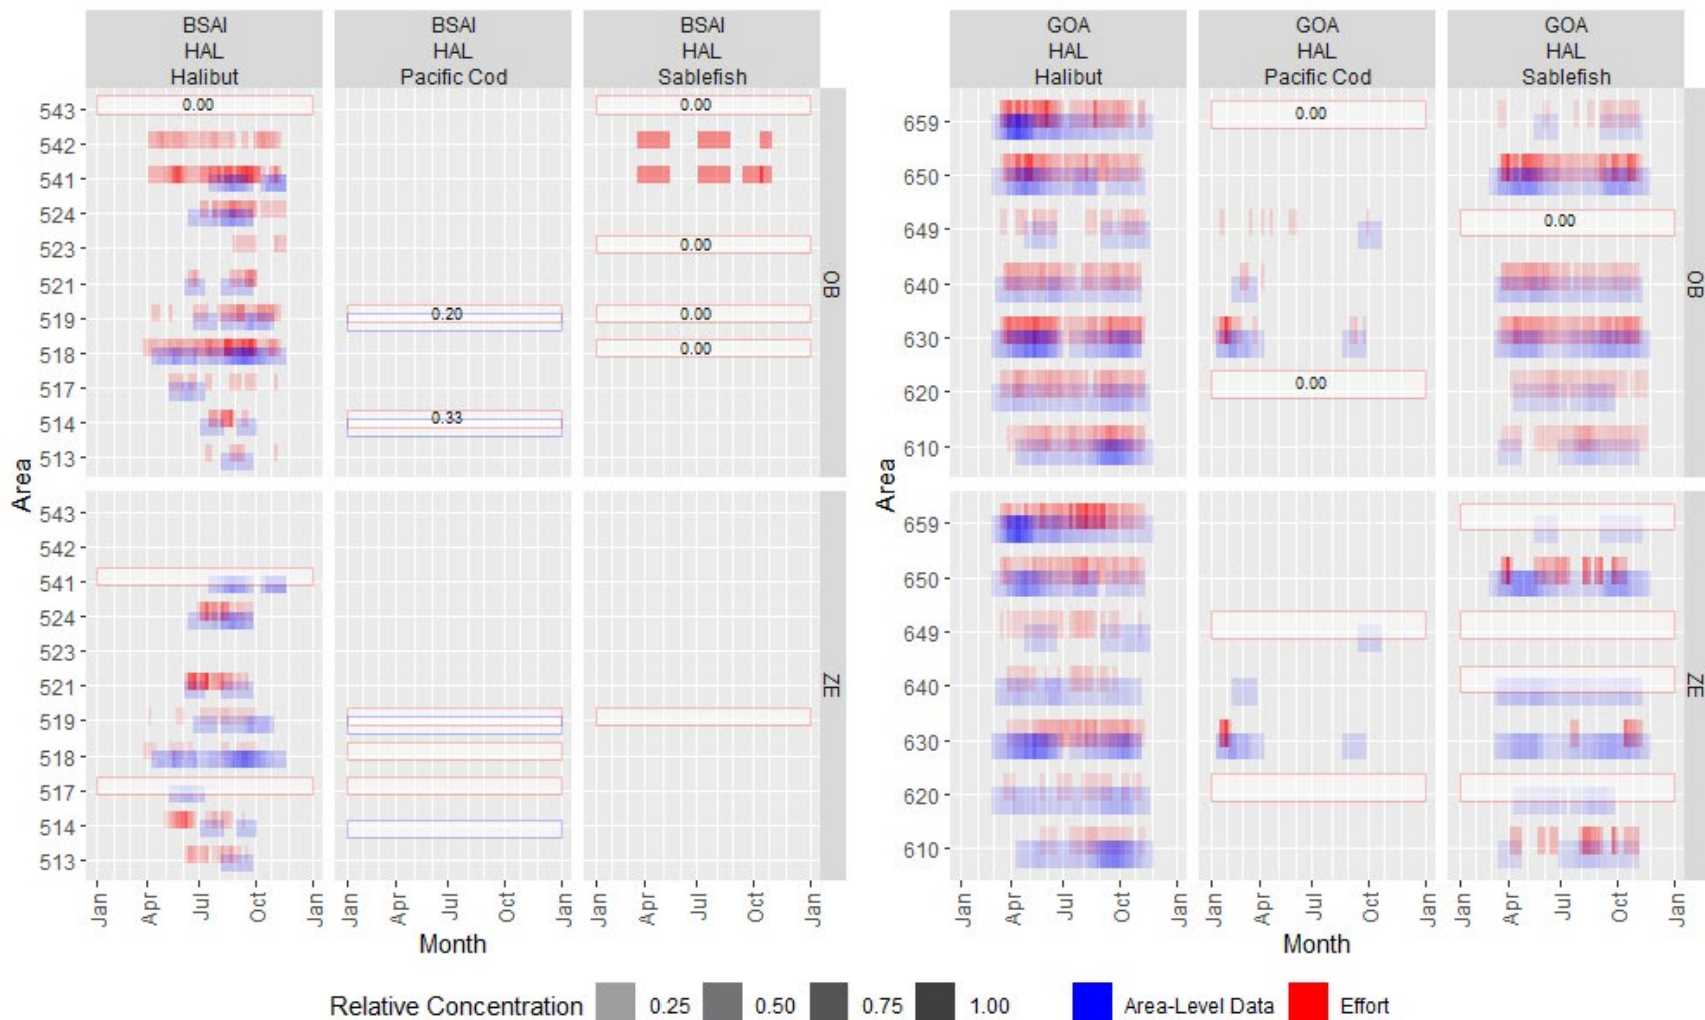 BSAI
HAL
Halibut
BSAI
HAL
Pacific Cod
BSAI
HAL
Sablefish
GOA
HAL
Halibut
GOA
HAL
Pacific Cod
GOA
HAL
Sablefish
Area
543
542
541
524
523
521
519
518
517
514
513
0.00
0.20
0.33
0.00
0.00
0.00
0.00
OB
543
542
541
524
523
521
519
518
517
514
513
ZE
Jan
Apr
Jul
Oct
Jan
Jan
Apr
Jul
Oct
Jan
Jan
Apr
Jul
Oct
Jan
Month
Area
659
650
649
640
630
620
610
0.00
0.00
0.00
OB
659
650
649
640
630
620
610
ZE
Jan
Apr
Jul
Oct
Jan
Jan
Apr
Jul
Oct
Jan
Jan
Apr
Jul
Oct
Jan
Month
Relative Concentration 0.25 0.50 0.75 1.00 Area-Level Data Effort